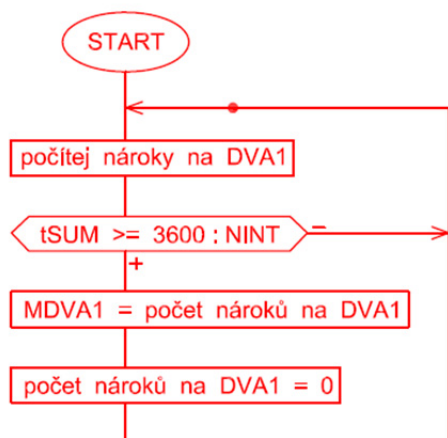 START
počítej nároky na DVA1
tSUM >= 3600 : NINT
−
+
MDVA1 = počet nároků na DVA1
počet nároků na DVA1 = 0